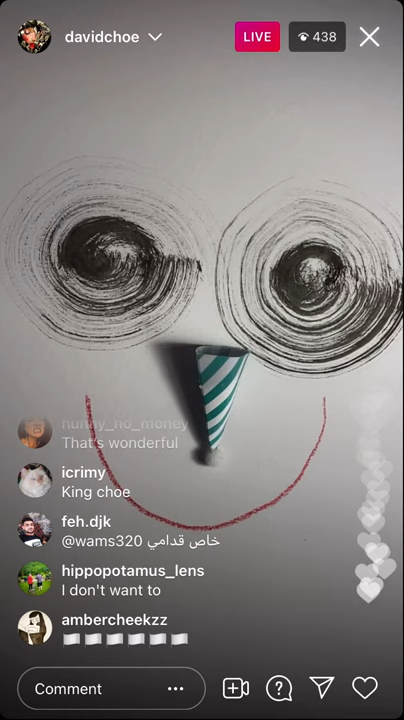 davidchoe
LIVE
438
hunny_no_money
That's wonderful
icrimy
King choe
feh.djk
@wams320 خاص قدامي
hippopotamus_lens
I don't want to
ambercheekzz
🏳️🏳️🏳️🏳️🏳️🏳️
Comment